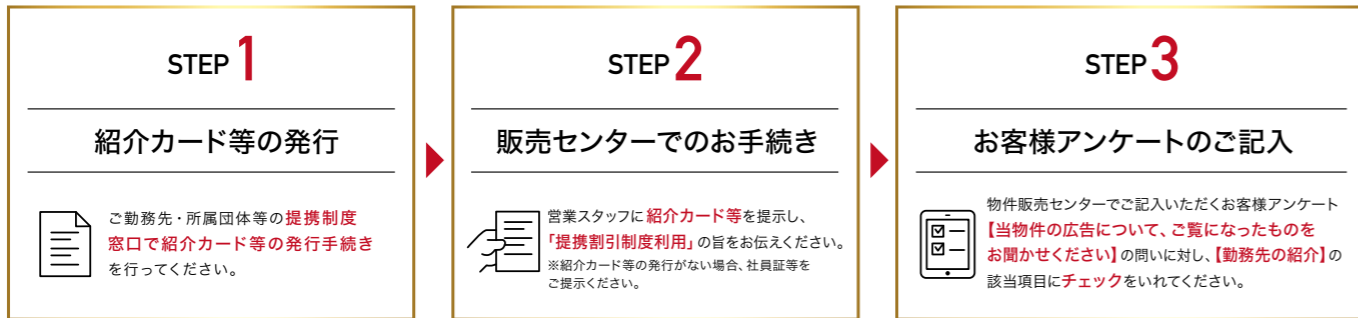 STEP 1
紹介カード等の発行
ご勤務先・所属団体等の提携制度
窓口で紹介カード等の発行手続き
を行ってください。
STEP 2
販売センターでのお手続き
営業スタッフに紹介カード等を提示し、
「提携割引制度利用」の旨をお伝えください。
※紹介カード等の発行がない場合、社員証等を
ご提示ください。
STEP 3
お客様アンケートのご記入
物件販売センターでご記入いただくお客様アンケート
【当物件の広告について、ご覧になったものを
お聞かせください】の問いに対し、【勤務先の紹介】の
該当項目にチェックをいれてください。